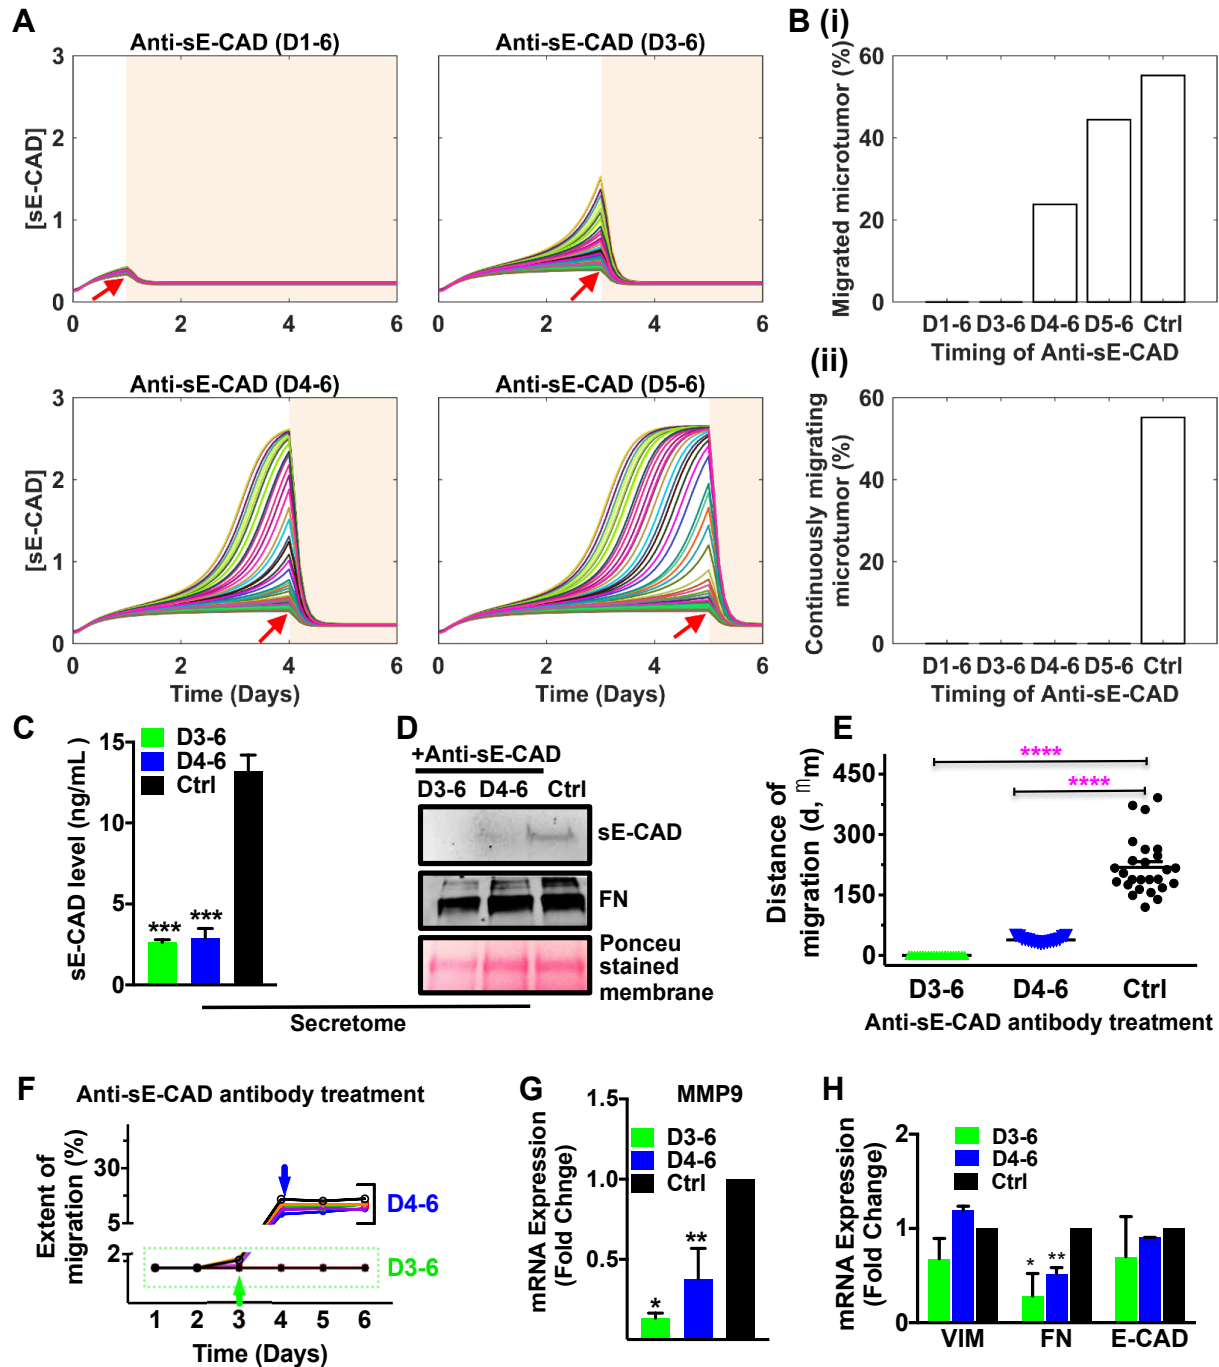 A
Anti-sE-CAD (D1-6)
Anti-sE-CAD (D3-6)
[sE-CAD]
3
2
1
0
0 2 4 6
3
2
1
0
0 2 4 6
Anti-sE-CAD (D4-6)
Anti-sE-CAD (D5-6)
[sE-CAD]
3
2
1
0
0 2 4 6
Time (Days)
3
2
1
0
0 2 4 6
Time (Days)
B (i)
Migrated microtumor (%)
60
40
20
0
D1-6 D3-6 D4-6 D5-6 Ctrl
Timing of Anti-sE-CAD
(ii)
Continuously migrating
microtumor (%)
60
40
20
0
D1-6 D3-6 D4-6 D5-6 Ctrl
Timing of Anti-sE-CAD
C
sE-CAD level (ng/mL)
15
10
5
0
D3-6
D4-6
Ctrl
***
***
D
+Anti-sE-CAD
D3-6 D4-6 Ctrl
sE-CAD
FN
Ponceu
stained
membrane
Secretome
E
Distance of
migration (d, mm)
450
300
150
0
****
****
D3-6 D4-6 Ctrl
Anti-sE-CAD antibody treatment
F
Anti-sE-CAD antibody treatment
Extent of
migration (%)
30
5
2
D4-6
D3-6
1 2 3 4 5 6
Time (Days)
G
MMP9
mRNA Expression
(Fold Chnge)
1.5
1.0
0.5
D3-6
D4-6
Ctrl
*
**
H
mRNA Expression
(Fold Change)
2
1
0
D3-6
D4-6
Ctrl
*
**
VIM FN E-CAD